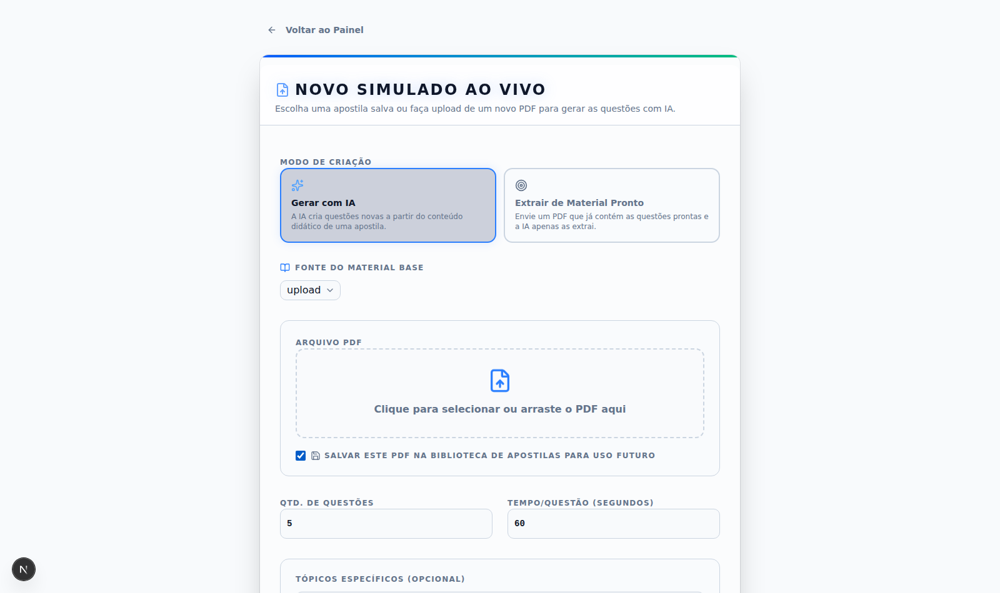 Voltar ao Painel
NOVO SIMULADO AO VIVO
Escolha uma apostila salva ou faça upload de um novo PDF para gerar as questões com IA.
MODO DE CRIAÇÃO
Gerar com IA
A IA cria questões novas a partir do conteúdo
didático de uma apostila.
Extrair de Material Pronto
Envie um PDF que já contém as questões prontas e
a IA apenas as extrai.
FONTE DO MATERIAL BASE
upload
ARQUIVO PDF
Clique para selecionar ou arraste o PDF aqui
SALVAR ESTE PDF NA BIBLIOTECA DE APOSTILAS PARA USO FUTURO
QTD. DE QUESTÕES
5
TEMPO/QUESTÃO (SEGUNDOS)
60
TÓPICOS ESPECÍFICOS (OPCIONAL)
N